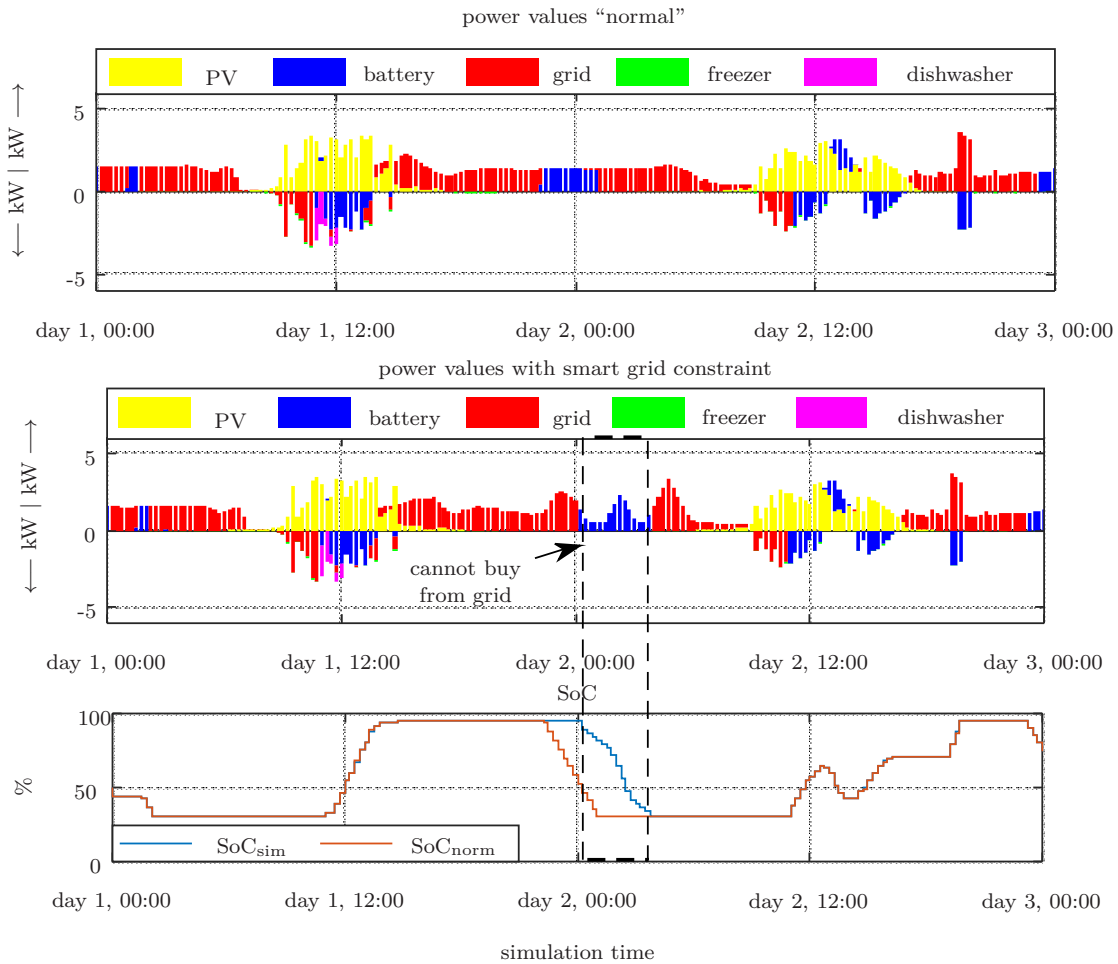 power values “normal”
PV battery grid freezer dishwasher
5
0
-5
← kW | kW →
day 1, 00:00 day 1, 12:00 day 2, 00:00 day 2, 12:00 day 3, 00:00
power values with smart grid constraint
PV battery grid freezer dishwasher
5
0
-5
← kW | kW →
cannot buy
from grid
day 1, 00:00 day 1, 12:00 day 2, 00:00 day 2, 12:00 day 3, 00:00
SoC
100
50
0
%
SoCsim SoCnorm
day 1, 00:00 day 1, 12:00 day 2, 00:00 day 2, 12:00 day 3, 00:00
simulation time